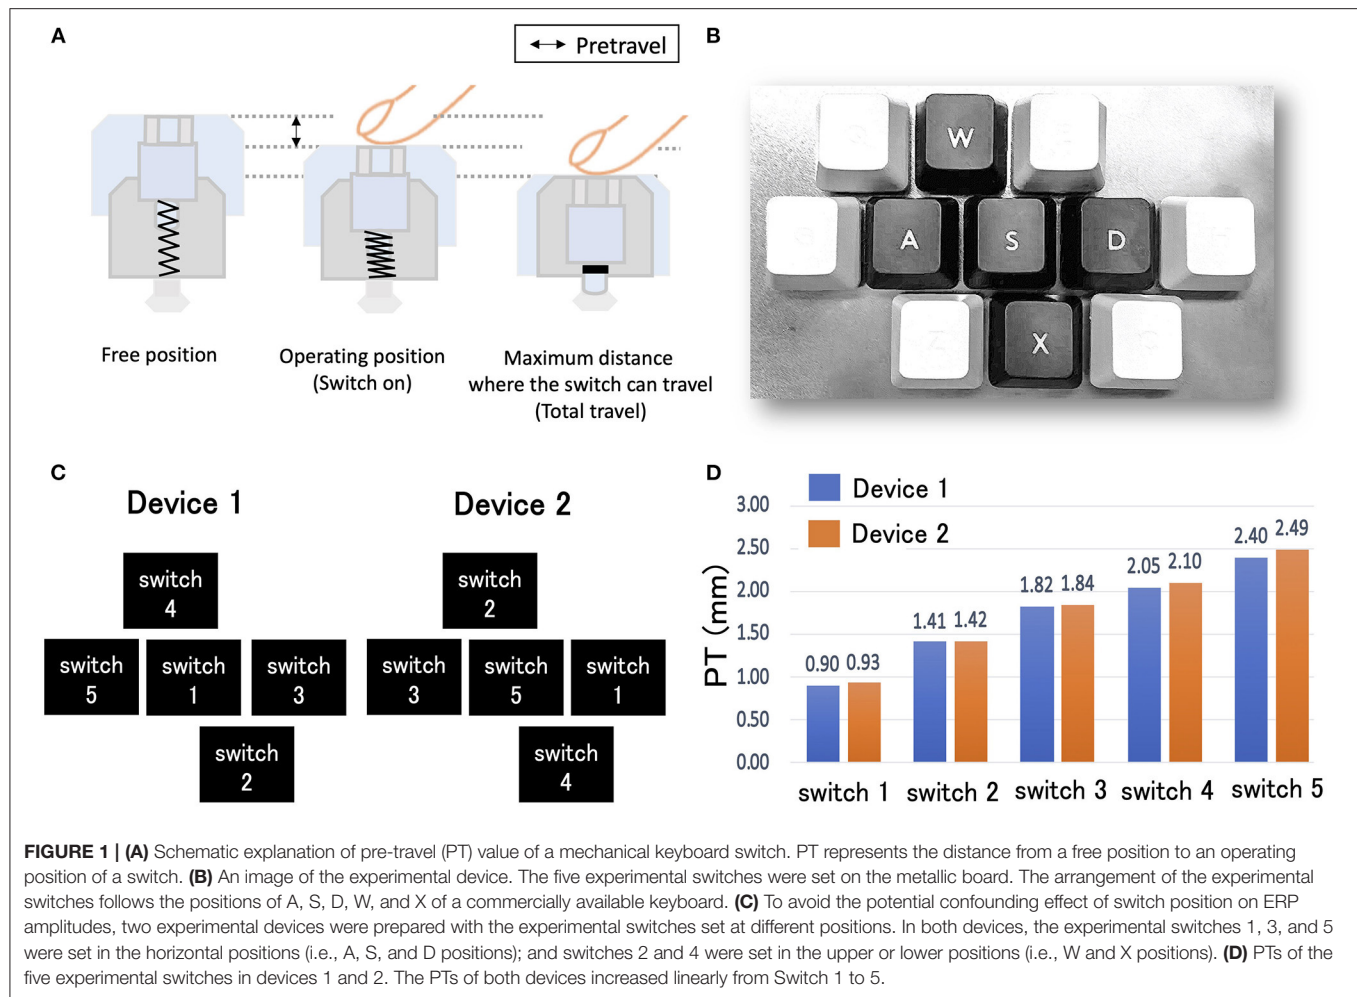 A
Pretravel
Free position
Operating position
(Switch on)
Maximum distance
where the switch can travel
(Total travel)
B
W
A
S
D
X
C
Device 1
switch
4
switch
5
switch
1
switch
3
switch
2
Device 2
switch
2
switch
3
switch
5
switch
1
switch
4
D
Device 1
Device 2
PT (mm)
3.00
2.50
2.00
1.50
1.00
0.50
0.00
0.90
0.93
1.41
1.42
1.82
1.84
2.05
2.10
2.40
2.49
switch 1
switch 2
switch 3
switch 4
switch 5
FIGURE 1 | (A) Schematic explanation of pre-travel (PT) value of a mechanical keyboard switch. PT represents the distance from a free position to an operating
position of a switch. (B) An image of the experimental device. The five experimental switches were set on the metallic board. The arrangement of the experimental
switches follows the positions of A, S, D, W, and X of a commercially available keyboard. (C) To avoid the potential confounding effect of switch position on ERP
amplitudes, two experimental devices were prepared with the experimental switches set at different positions. In both devices, the experimental switches 1, 3, and 5
were set in the horizontal positions (i.e., A, S, and D positions); and switches 2 and 4 were set in the upper or lower positions (i.e., W and X positions). (D) PTs of the
five experimental switches in devices 1 and 2. The PTs of both devices increased linearly from Switch 1 to 5.